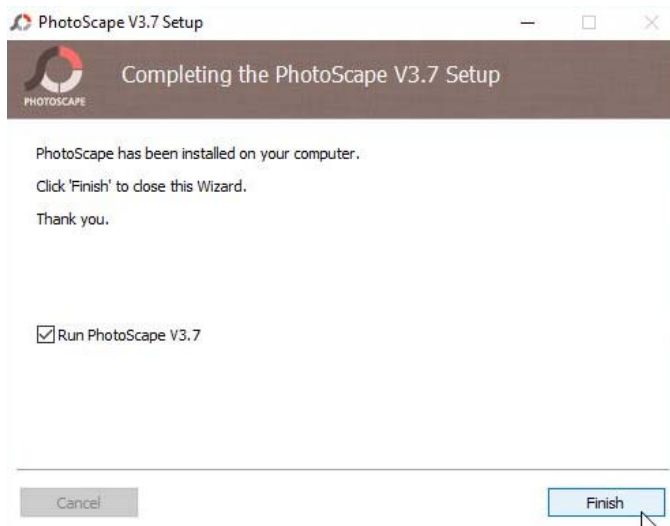 PhotoScape V3.7 Setup
Completing the PhotoScape V3.7 Setup
PHOTOSCAPE
PhotoScape has been installed on your computer.
Click 'Finish' to close this Wizard.
Thank you.
Run PhotoScape V3.7
Cancel
Finish